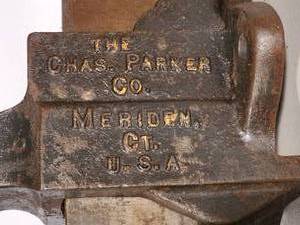 THE
CHAS. PARKER
CO.
MERIDEN.
CT.
U.S.A